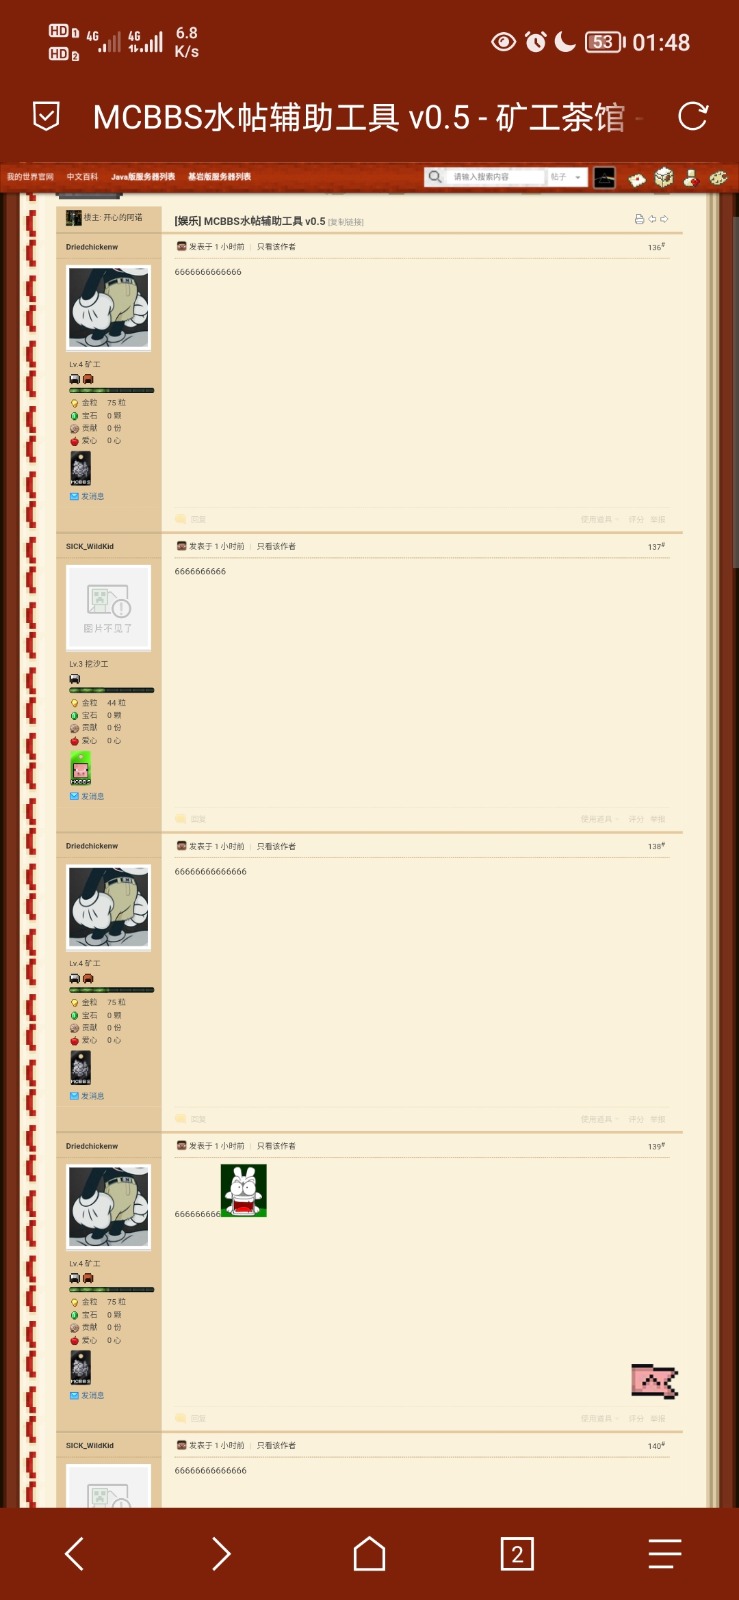 HD 1 4G 4G 6.8 53 01:48
HD 2 K/s
MCBBS水帖辅助工具 v0.5 - 矿工茶馆 -
我的世界官网 中文百科 Java版服务器列表 基岩版服务器列表 请输入搜索内容 帖子
楼主: 开心的阿诺 [娱乐] MCBBS水帖辅助工具 v0.5 [复制链接]
Driedchickenw 发表于 1 小时前 | 只看该作者 136#
6666666666666
Lv.4 矿工
金粒 75 粒
宝石 0 颗
贡献 0 份
爱心 0 心
MCBBS
发消息
回复 使用道具 评分 举报
SICK_WildKid 发表于 1 小时前 | 只看该作者 137#
6666666666
图片不见了
Lv.3 挖沙工
金粒 44 粒
宝石 0 颗
贡献 0 份
爱心 0 心
MCBBS
发消息
回复 使用道具 评分 举报
Driedchickenw 发表于 1 小时前 | 只看该作者 138#
66666666666666
Lv.4 矿工
金粒 75 粒
宝石 0 颗
贡献 0 份
爱心 0 心
MCBBS
发消息
回复 使用道具 评分 举报
Driedchickenw 发表于 1 小时前 | 只看该作者 139#
666666666
Lv.4 矿工
金粒 75 粒
宝石 0 颗
贡献 0 份
爱心 0 心
MCBBS
发消息
回复 使用道具 评分 举报
SICK_WildKid 发表于 1 小时前 | 只看该作者 140#
66666666666666
2